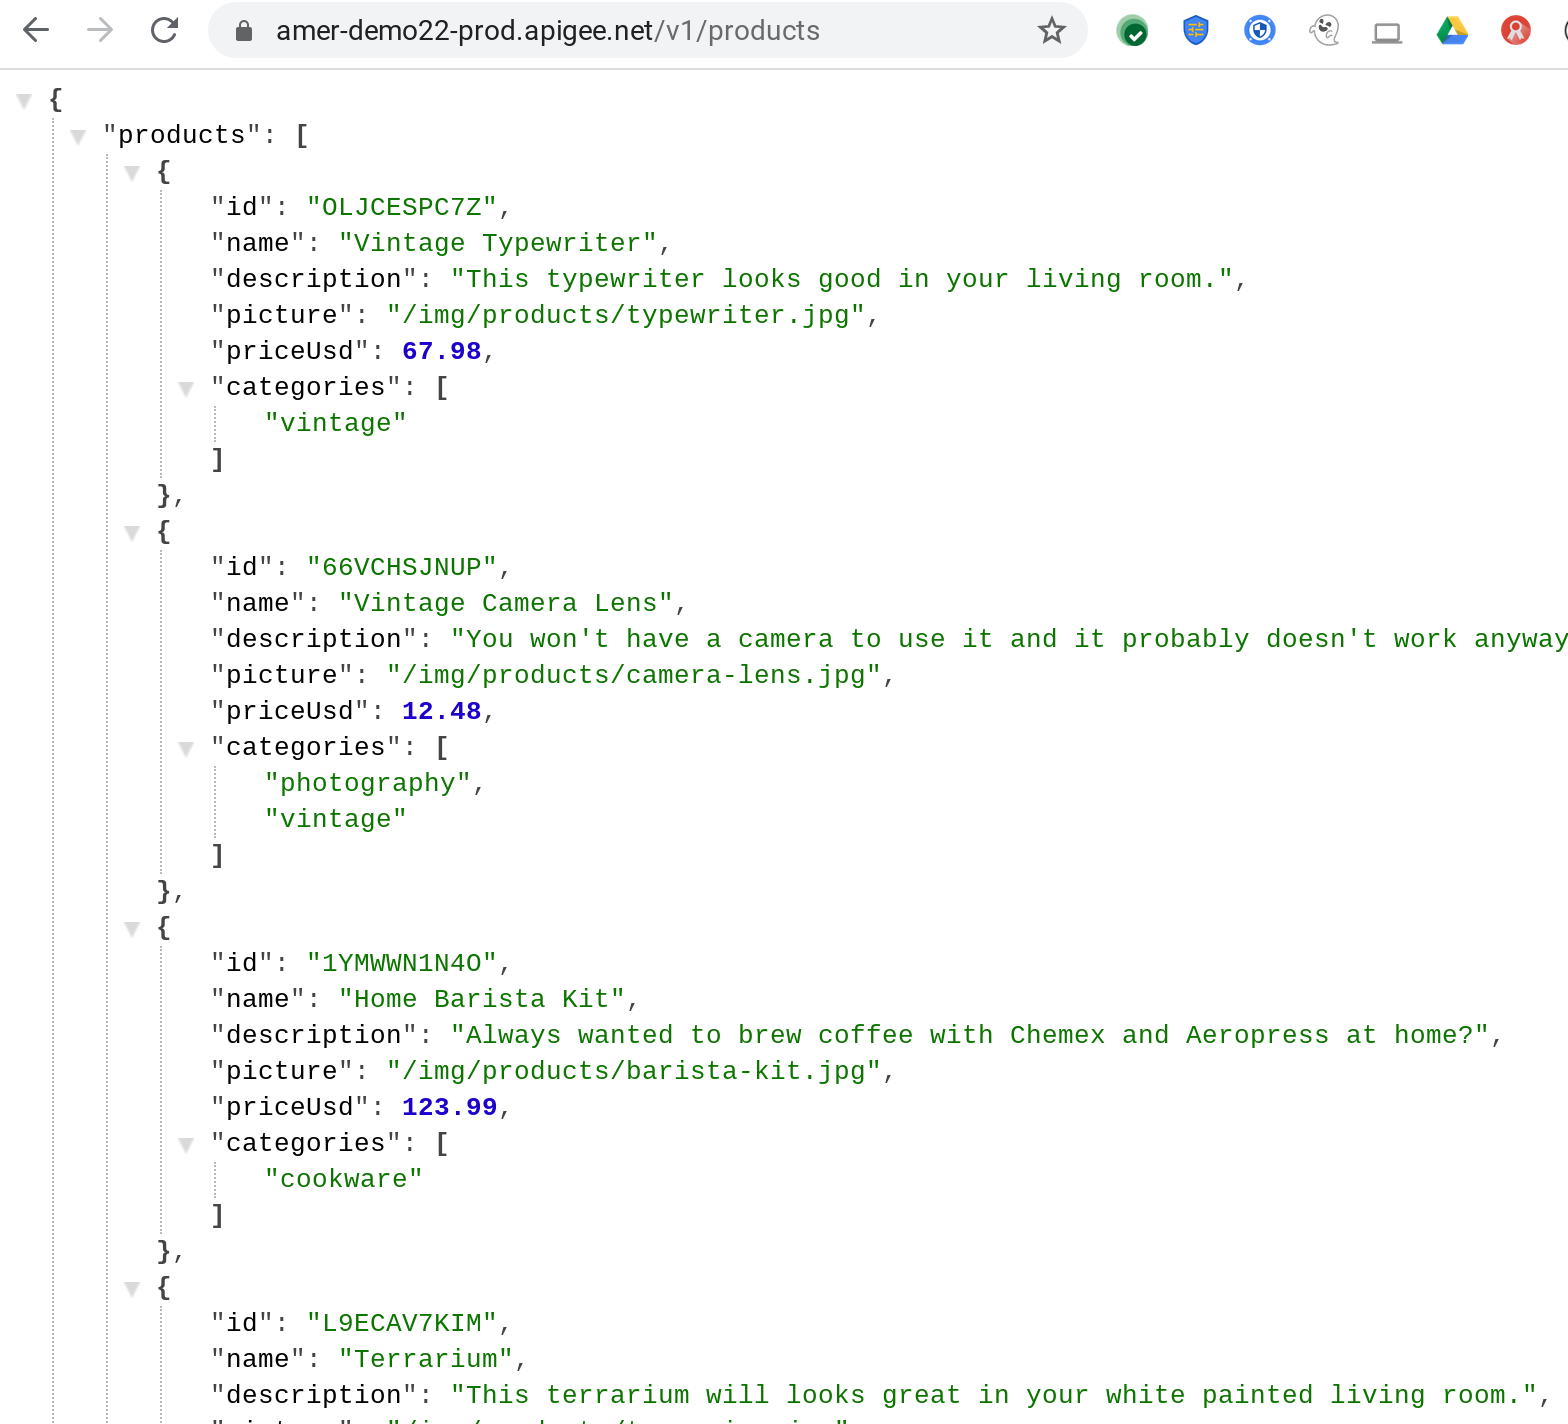 amer-demo22-prod.apigee.net/v1/products
{
"products": [
{
"id": "OLJCESPC7Z",
"name": "Vintage Typewriter",
"description": "This typewriter looks good in your living room.",
"picture": "/img/products/typewriter.jpg",
"priceUsd": 67.98,
"categories": [
"vintage"
]
},
{
"id": "66VCHSJNUP",
"name": "Vintage Camera Lens",
"description": "You won't have a camera to use it and it probably doesn't work anyway
"picture": "/img/products/camera-lens.jpg",
"priceUsd": 12.48,
"categories": [
"photography",
"vintage"
]
},
{
"id": "1YMWWN1N4O",
"name": "Home Barista Kit",
"description": "Always wanted to brew coffee with Chemex and Aeropress at home?",
"picture": "/img/products/barista-kit.jpg",
"priceUsd": 123.99,
"categories": [
"cookware"
]
},
{
"id": "L9ECAV7KIM",
"name": "Terrarium",
"description": "This terrarium will looks great in your white painted living room.",